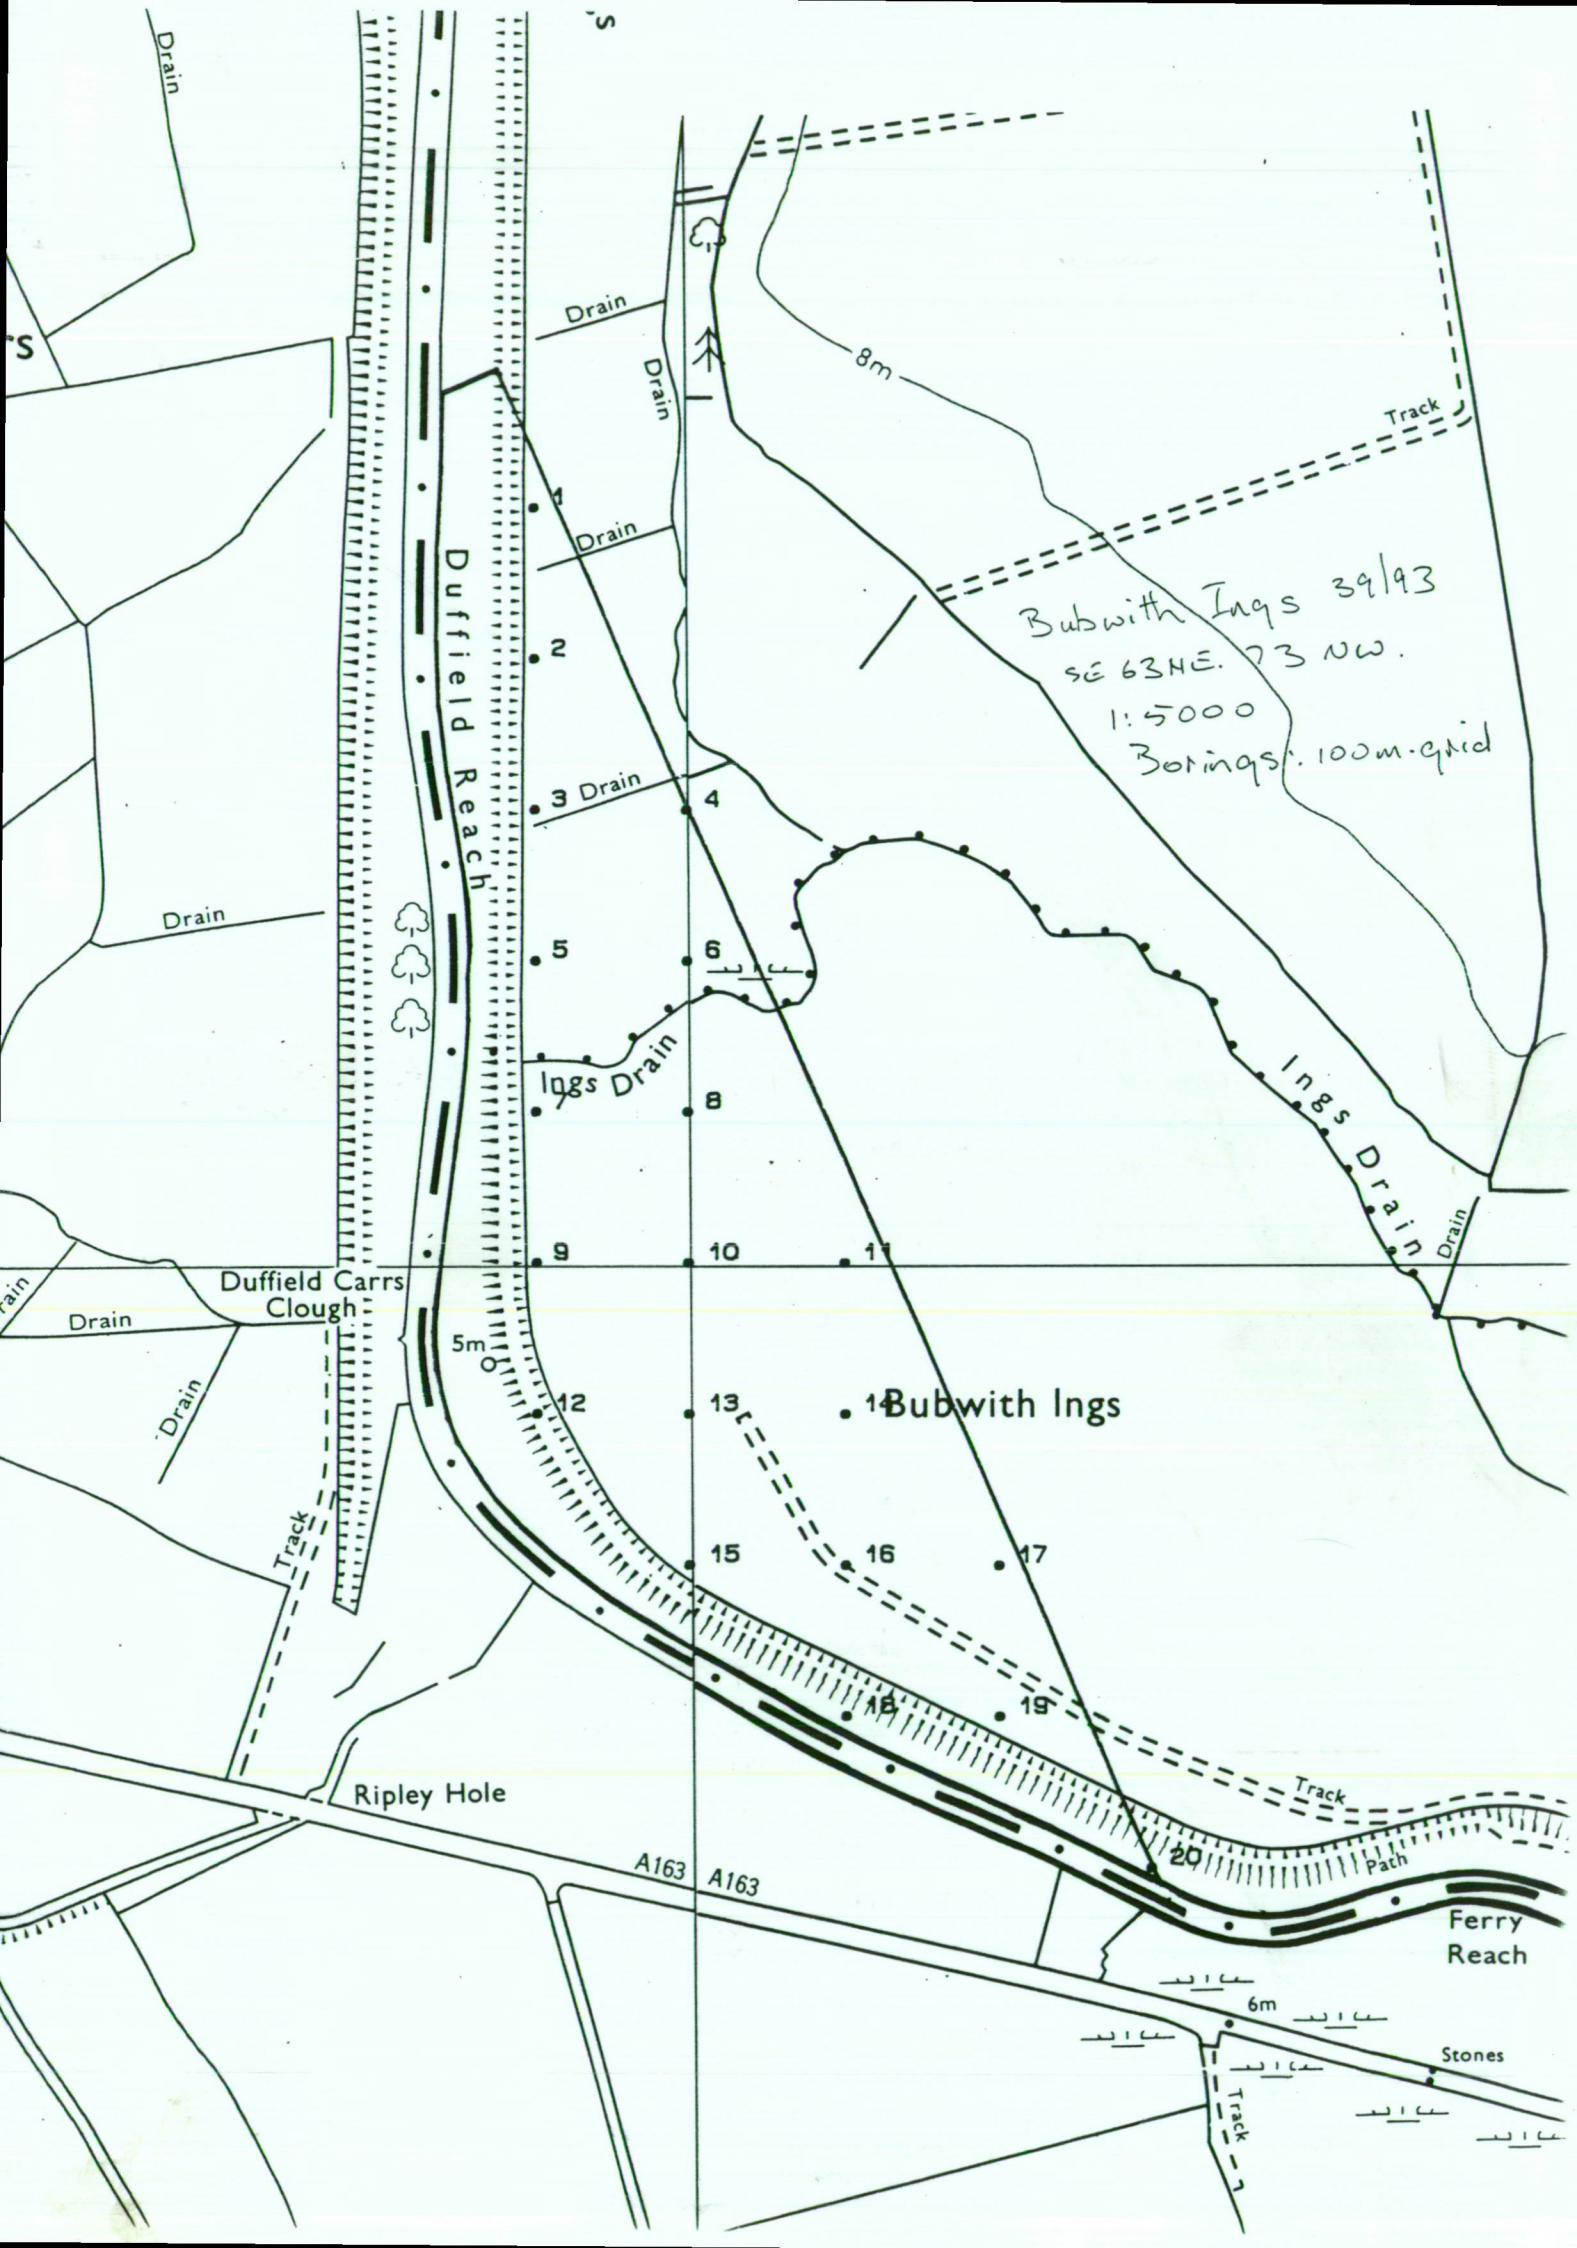 Drain
Drain
8m
Drain
Track
1
Drain
Duffield Reach
Bubwith Ings 39/93
SE 63NE. 73 NW.
1:5000
Borings: 100m.grid
2
3
Drain
4
Drain
5
6
Ings Drain
7
8
Ings Drain
Drain
9
10
11
Duffield Carrs
Clough
Drain
5m
Drain
12
13
14
Bubwith Ings
Track
15
16
17
18
19
Ripley Hole
Track
A163
A163
20
Path
Ferry
Reach
6m
Stones
Track